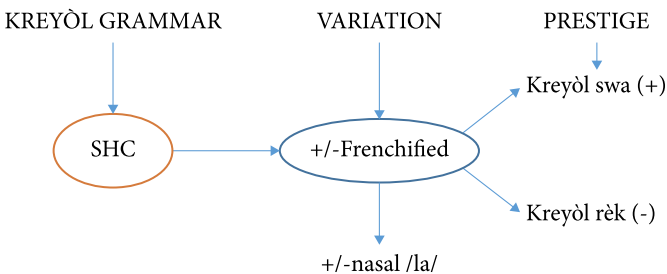 KREYÒL GRAMMAR
VARIATION
PRESTIGE
Kreyòl swa (+)
SHC
+/-Frenchified
Kreyòl rèk (-)
+/-nasal /la/